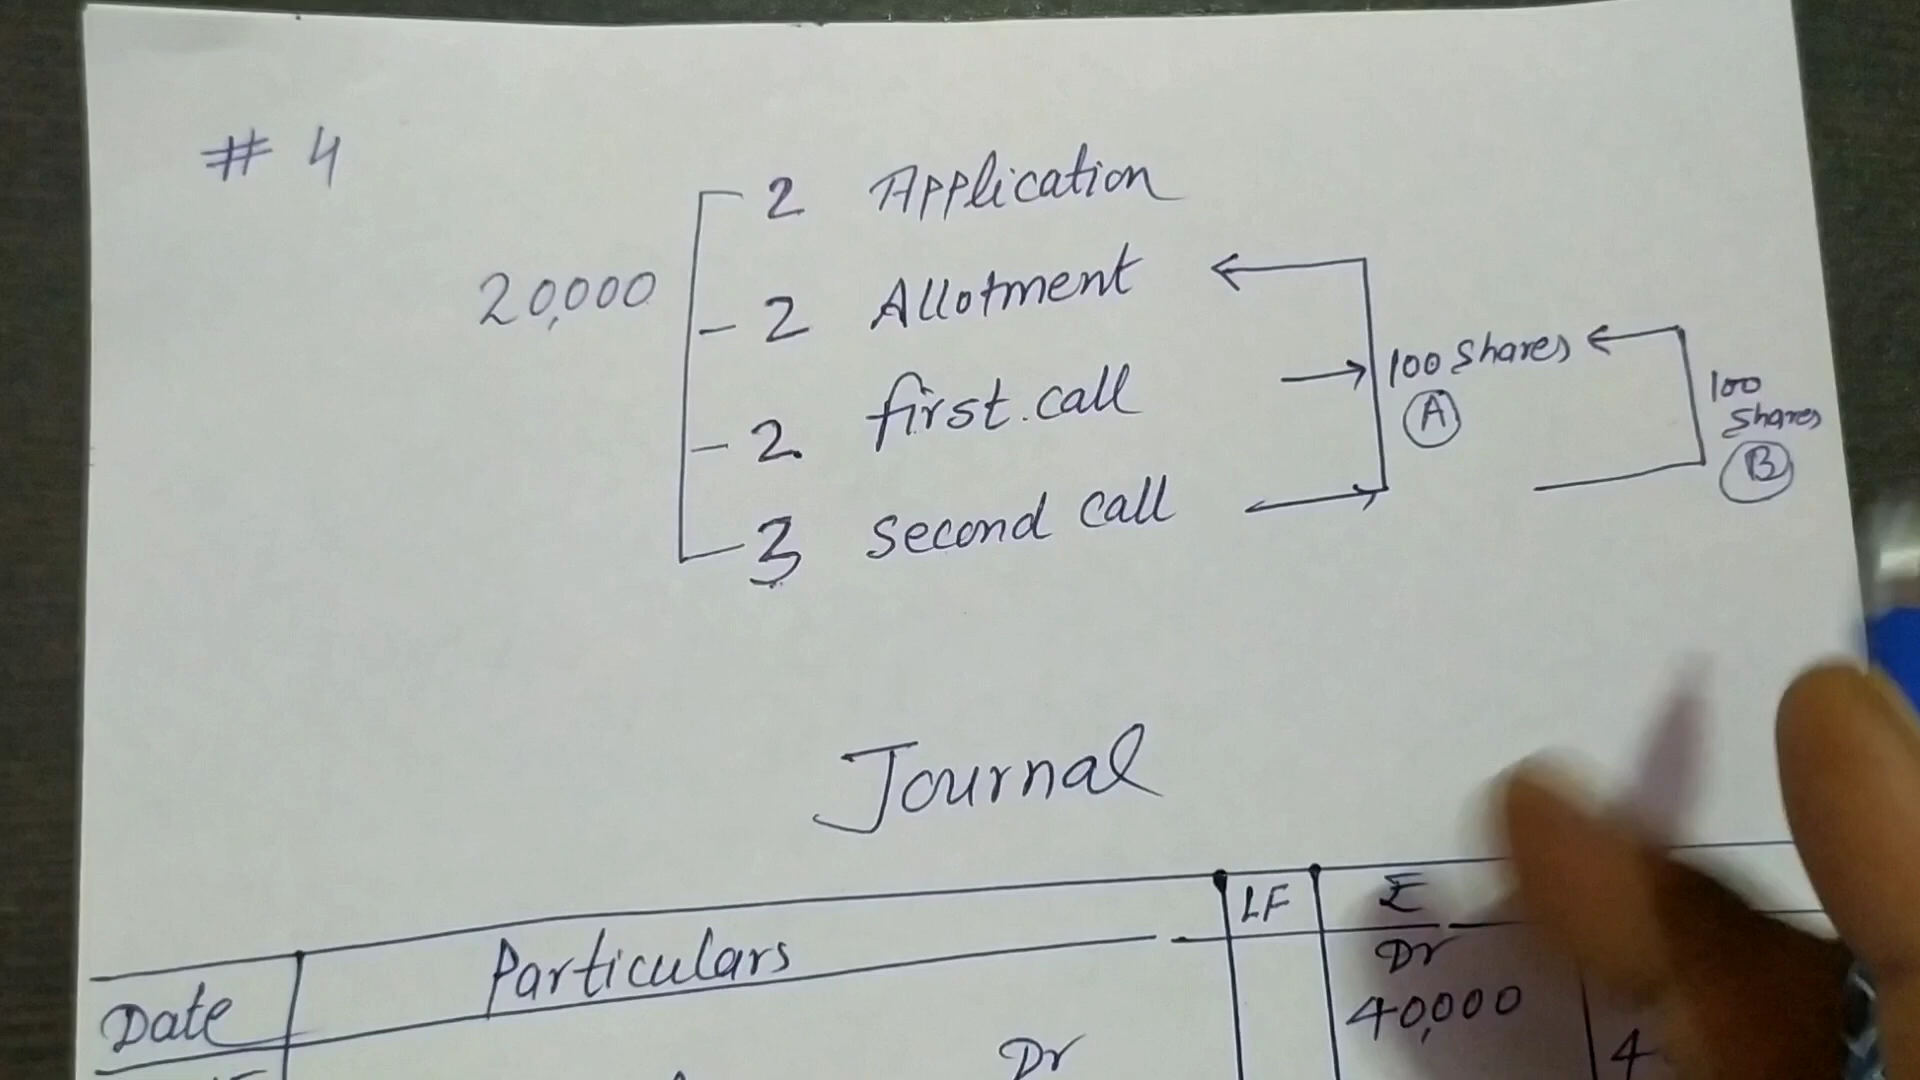 # 4
2 Application
20,000
2 Allotment
100 shares
100
shares
A
2. first.call
B
3 second call
Journal
Date Particulars LF ₹
Dr
40,000
Dr
4